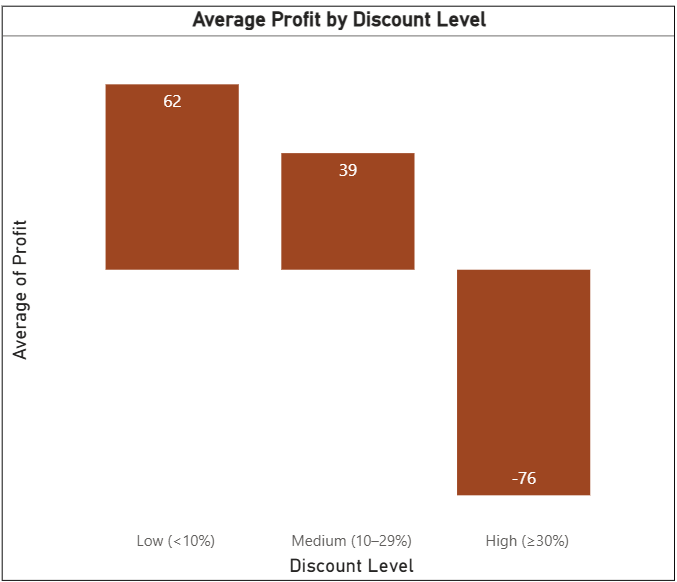 Average Profit by Discount Level
62
39
-76
Average of Profit
Low (<10%)
Medium (10–29%)
High (≥30%)
Discount Level